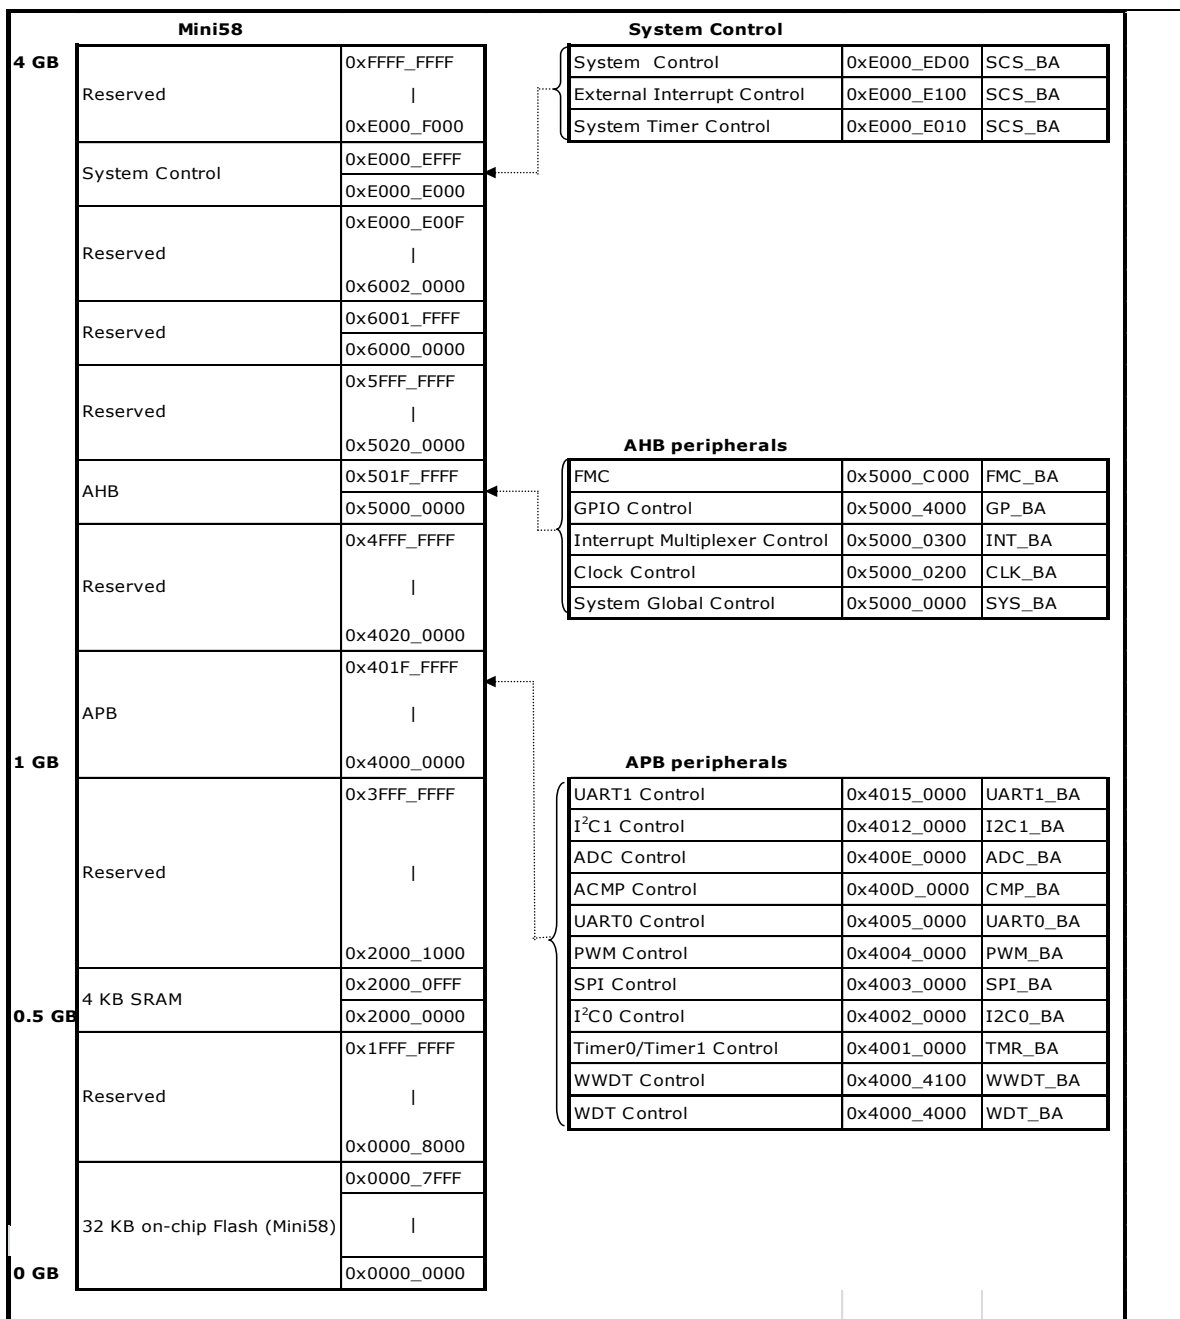 Mini58
System Control
4 GB
Reserved
0xFFFF_FFFF
|
0xE000_F000
System Control 0xE000_ED00 SCS_BA
External Interrupt Control 0xE000_E100 SCS_BA
System Timer Control 0xE000_E010 SCS_BA
System Control
0xE000_EFFF
0xE000_E000
Reserved
0xE000_E00F
|
0x6002_0000
Reserved
0x6001_FFFF
0x6000_0000
Reserved
0x5FFF_FFFF
|
0x5020_0000
AHB
0x501F_FFFF
0x5000_0000
AHB peripherals
FMC 0x5000_C000 FMC_BA
GPIO Control 0x5000_4000 GP_BA
Interrupt Multiplexer Control 0x5000_0300 INT_BA
Clock Control 0x5000_0200 CLK_BA
System Global Control 0x5000_0000 SYS_BA
Reserved
0x4FFF_FFFF
|
0x4020_0000
APB
0x401F_FFFF
|
1 GB
0x4000_0000
APB peripherals
UART1 Control 0x4015_0000 UART1_BA
I²C1 Control 0x4012_0000 I2C1_BA
ADC Control 0x400E_0000 ADC_BA
ACMP Control 0x400D_0000 CMP_BA
UART0 Control 0x4005_0000 UART0_BA
PWM Control 0x4004_0000 PWM_BA
SPI Control 0x4003_0000 SPI_BA
I²C0 Control 0x4002_0000 I2C0_BA
Timer0/Timer1 Control 0x4001_0000 TMR_BA
WWDT Control 0x4000_4100 WWDT_BA
WDT Control 0x4000_4000 WDT_BA
Reserved
0x3FFF_FFFF
|
0x2000_1000
4 KB SRAM
0x2000_0FFF
0.5 GB
0x2000_0000
Reserved
0x1FFF_FFFF
|
0x0000_8000
32 KB on-chip Flash (Mini58)
0x0000_7FFF
|
0 GB
0x0000_0000